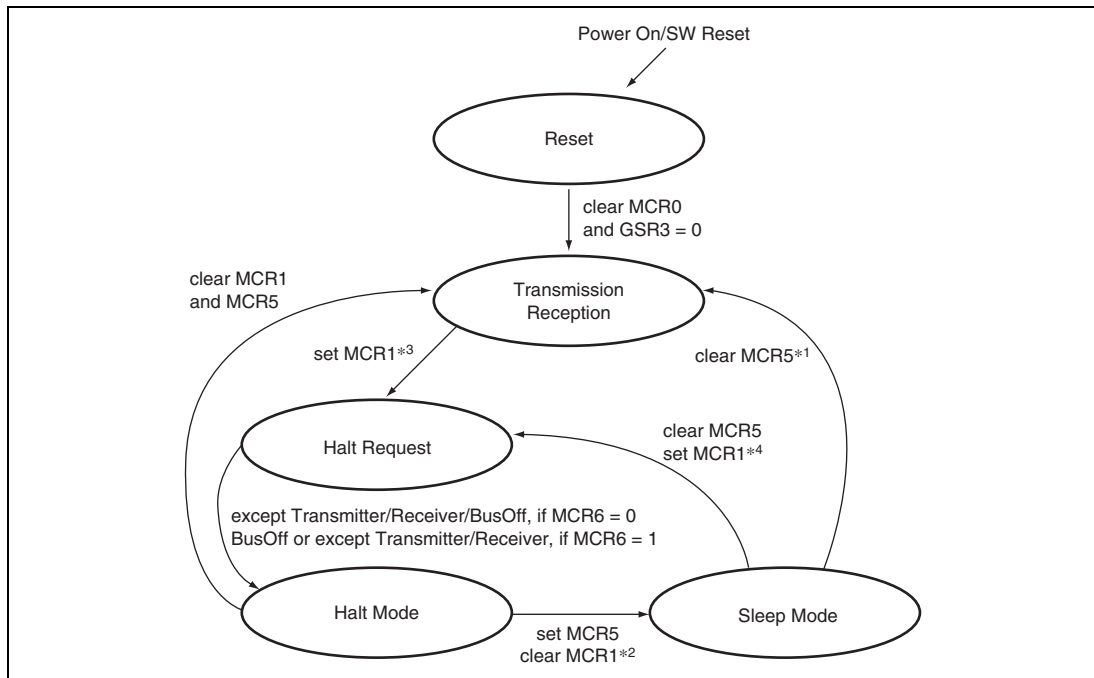 Power On/SW Reset
Reset
clear MCR0
and GSR3 = 0
clear MCR1
and MCR5
Transmission
Reception
set MCR1*3
clear MCR5*1
Halt Request
clear MCR5
set MCR1*4
except Transmitter/Receiver/BusOff, if MCR6 = 0
BusOff or except Transmitter/Receiver, if MCR6 = 1
Halt Mode
Sleep Mode
set MCR5
clear MCR1*2